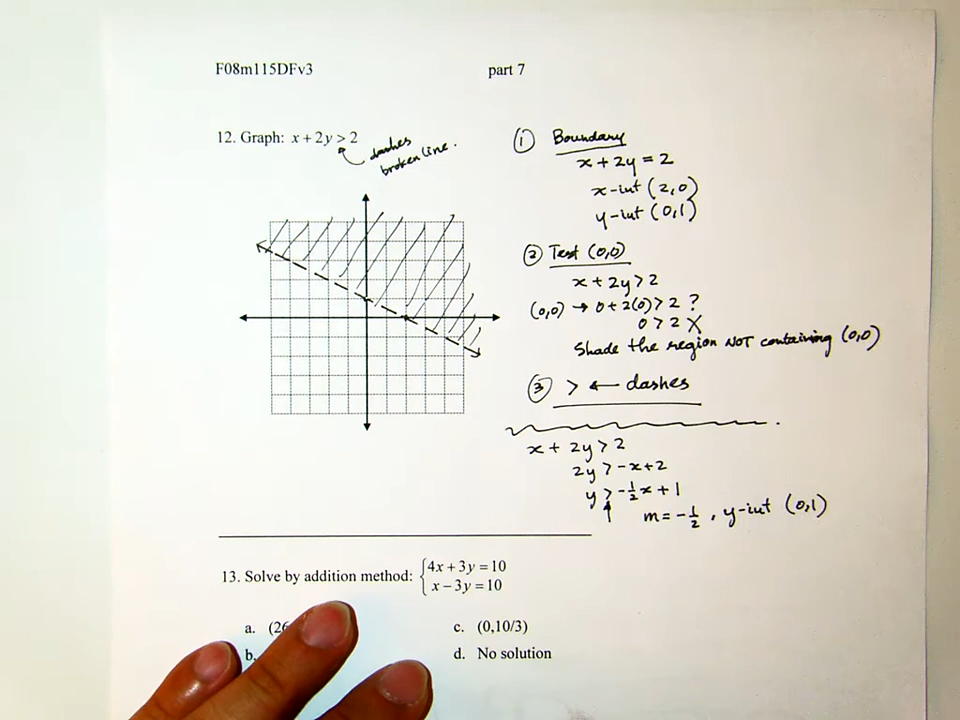 F08m115DFv3 part 7
12. Graph: x + 2y > 2
dashes
broken line.
① Boundary
x + 2y = 2
x-int (2,0)
y-int (0,1)
② Test (0,0)
x + 2y > 2
(0,0) → 0 + 2(0) > 2 ?
0 > 2 X
Shade the region NOT containing (0,0)
③ > ← dashes
x + 2y > 2
2y > -x+2
y > -½x + 1
m = -½, y-int (0,1)
13. Solve by addition method: {4x + 3y = 10
x − 3y = 10
a. (26
c. (0,10/3)
b.
d. No solution